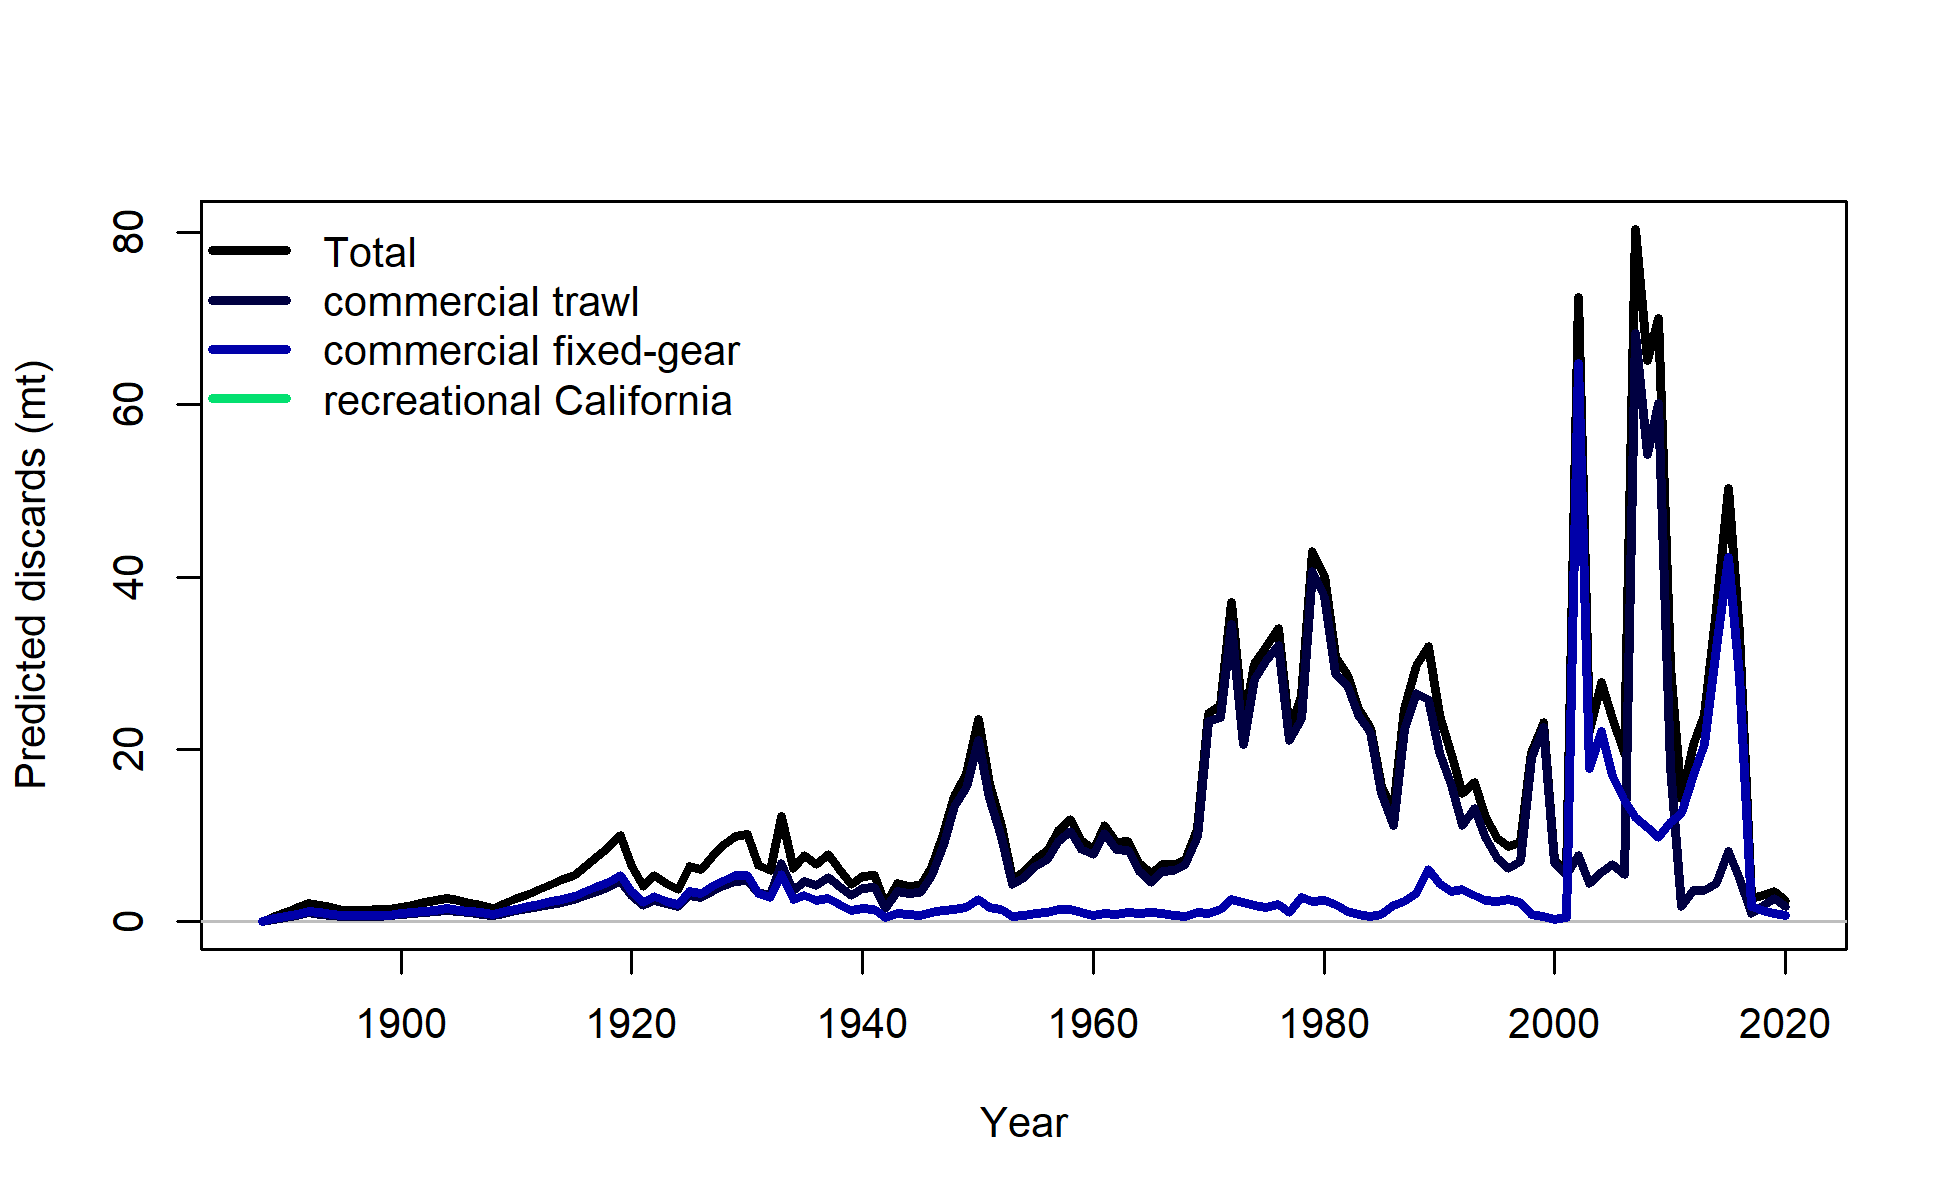 Total
commercial trawl
commercial fixed-gear
recreational California
Predicted discards (mt)
80
60
40
20
0
1900 1920 1940 1960 1980 2000 2020
Year